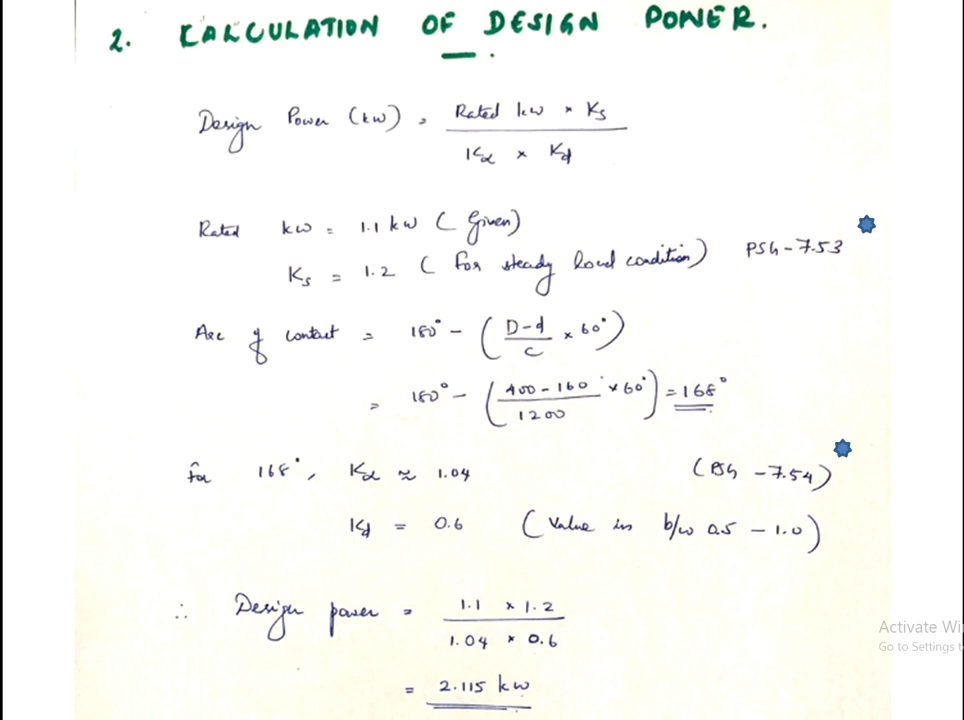 2. CALCULATION OF DESIGN POWER.
Design Power (kw) = Rated kw × Ks
Kα × Kd
Rated kw = 1.1 kw (Given)
Ks = 1.2 (for steady load condition) PSG - 7.53
Arc of contact = 180° - (D-d / C × 60°)
= 180° - (400 - 160 / 1200 × 60°) = 168°
for 168°, Kα ≈ 1.04 (PSG - 7.54)
Kd = 0.6 (Value in b/w 0.5 - 1.0)
∴ Design power = 1.1 × 1.2
1.04 × 0.6
= 2.115 kw
Activate Wi
Go to Settings t